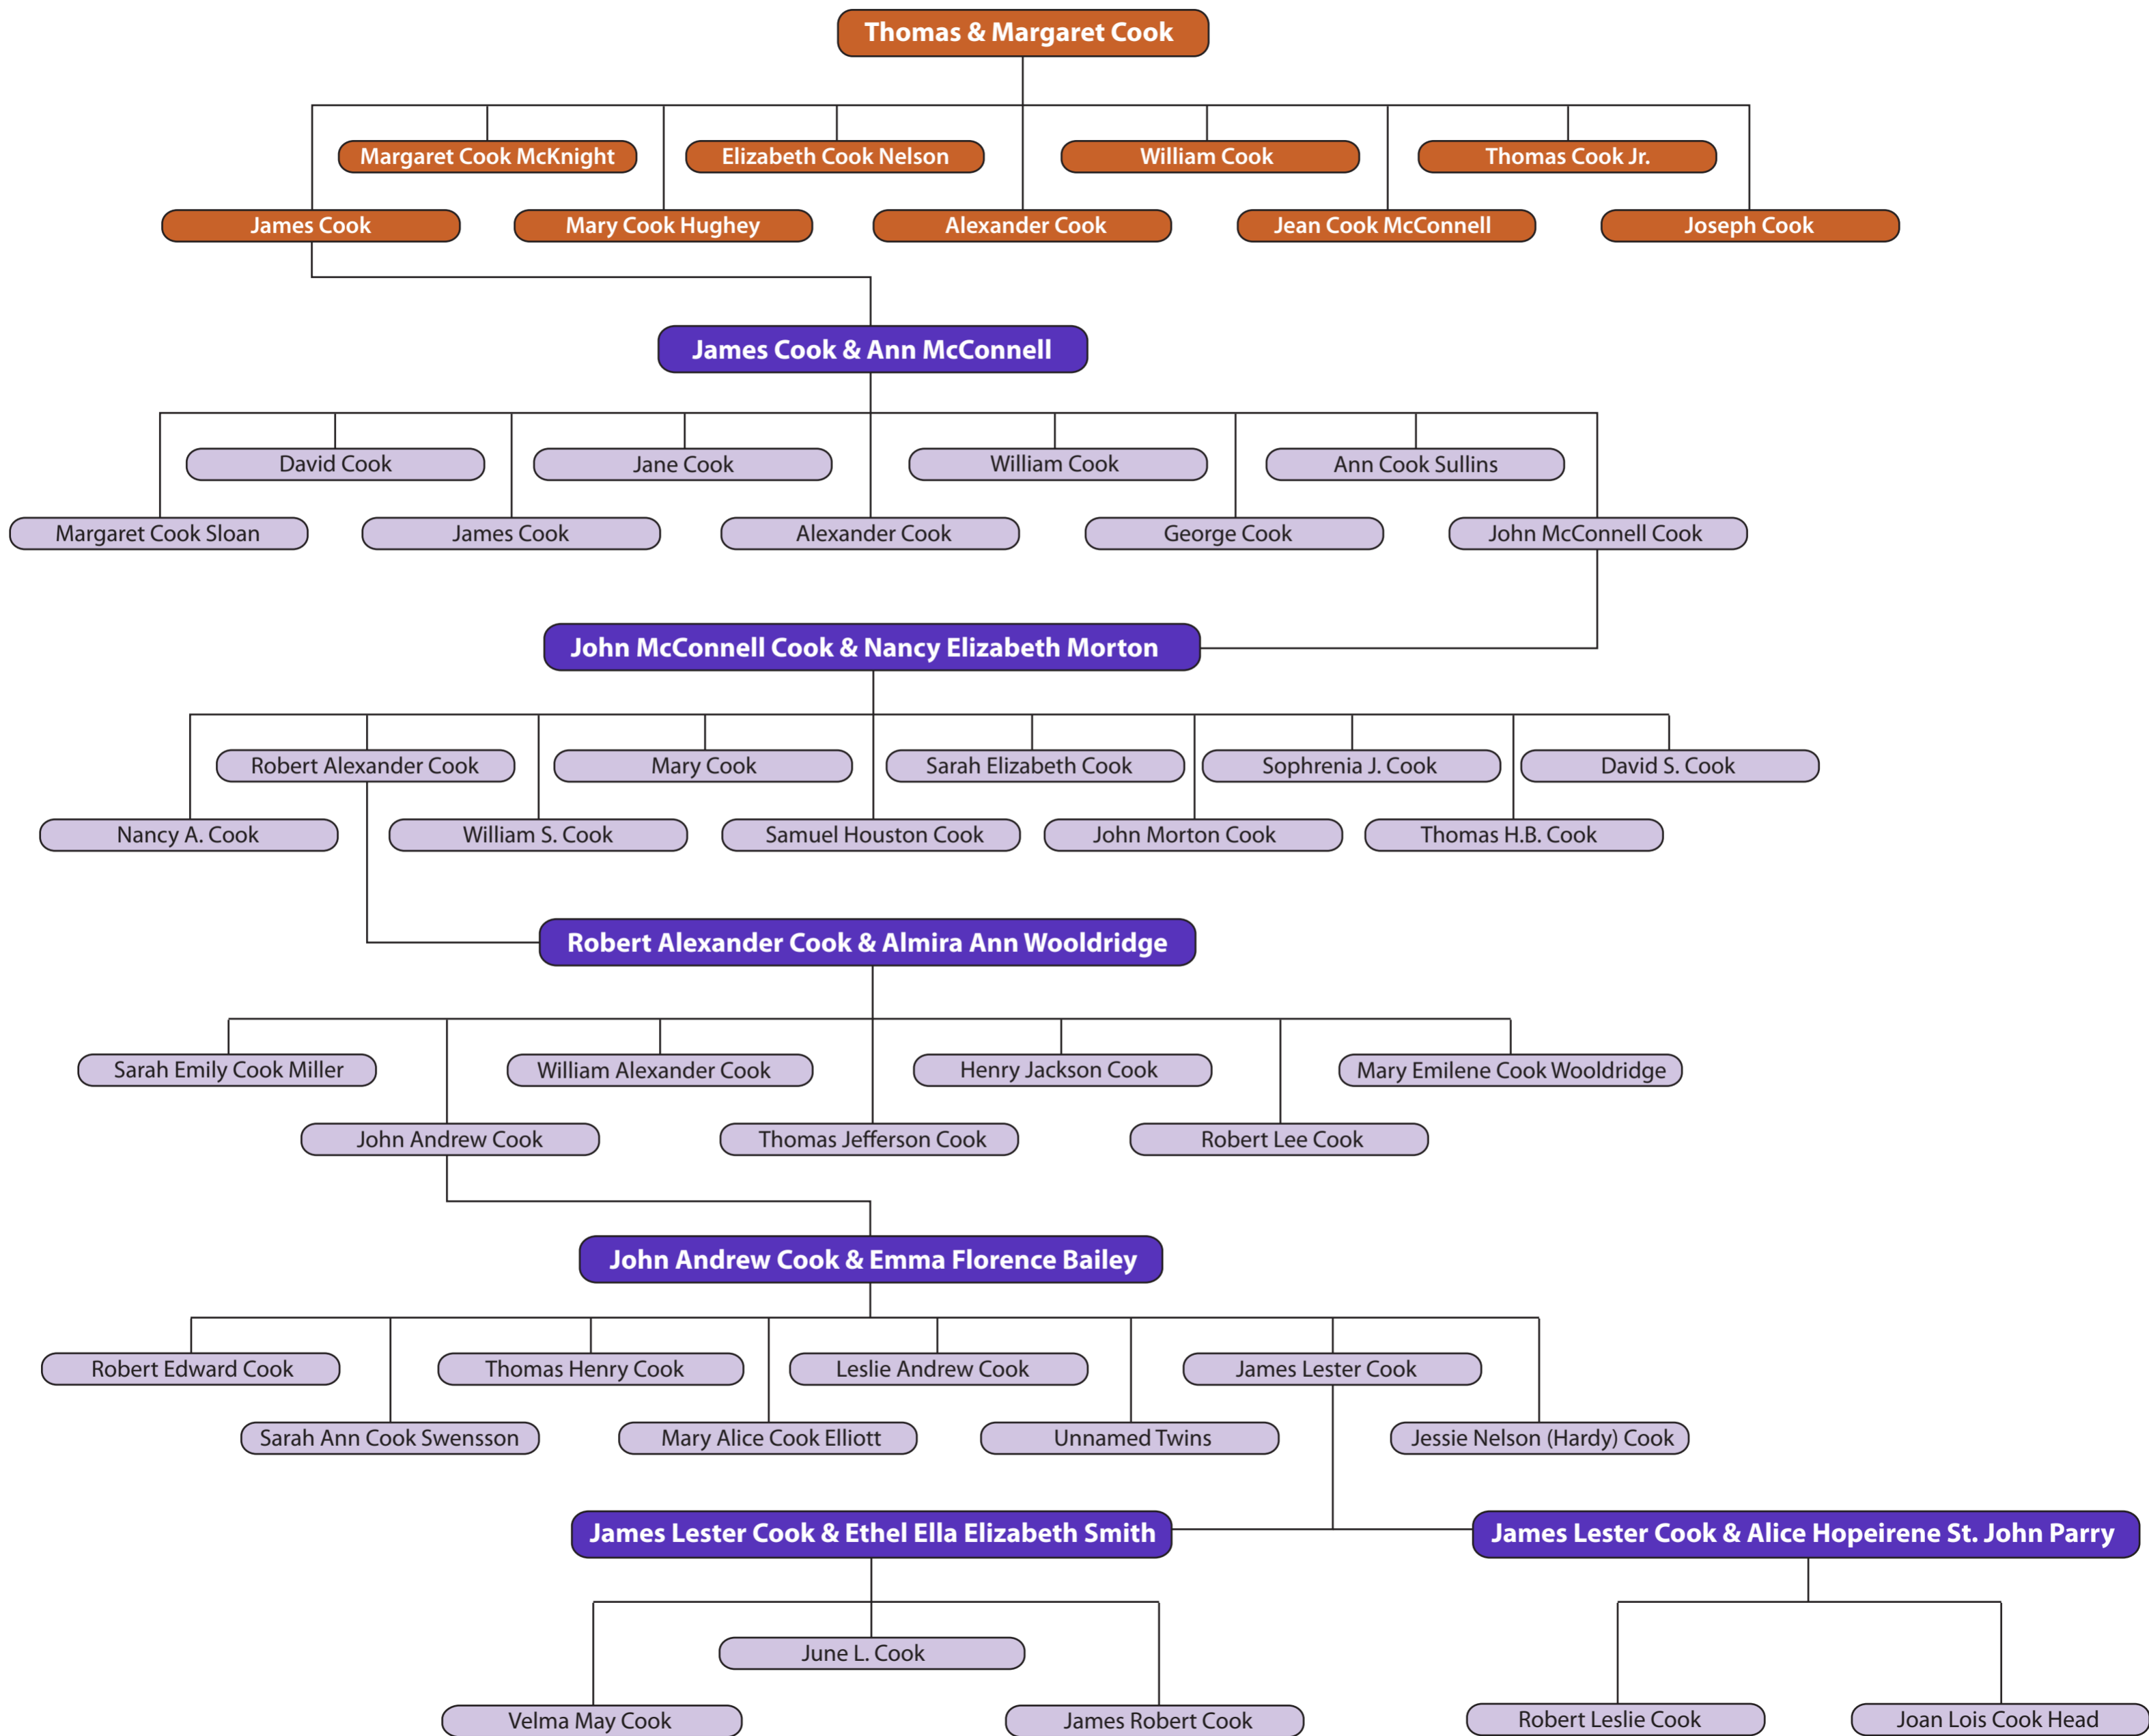 Thomas & Margaret Cook
Margaret Cook McKnight
Elizabeth Cook Nelson
William Cook
Thomas Cook Jr.
James Cook
Mary Cook Hughey
Alexander Cook
Jean Cook McConnell
Joseph Cook
James Cook & Ann McConnell
David Cook
Jane Cook
William Cook
Ann Cook Sullins
Margaret Cook Sloan
James Cook
Alexander Cook
George Cook
John McConnell Cook
John McConnell Cook & Nancy Elizabeth Morton
Robert Alexander Cook
Mary Cook
Sarah Elizabeth Cook
Sophrenia J. Cook
David S. Cook
Nancy A. Cook
William S. Cook
Samuel Houston Cook
John Morton Cook
Thomas H.B. Cook
Robert Alexander Cook & Almira Ann Wooldridge
Sarah Emily Cook Miller
William Alexander Cook
Henry Jackson Cook
Mary Emilene Cook Wooldridge
John Andrew Cook
Thomas Jefferson Cook
Robert Lee Cook
John Andrew Cook & Emma Florence Bailey
Robert Edward Cook
Thomas Henry Cook
Leslie Andrew Cook
James Lester Cook
Sarah Ann Cook Swensson
Mary Alice Cook Elliott
Unnamed Twins
Jessie Nelson (Hardy) Cook
James Lester Cook & Ethel Ella Elizabeth Smith
James Lester Cook & Alice Hopeirene St. John Parry
June L. Cook
Velma May Cook
James Robert Cook
Robert Leslie Cook
Joan Lois Cook Head